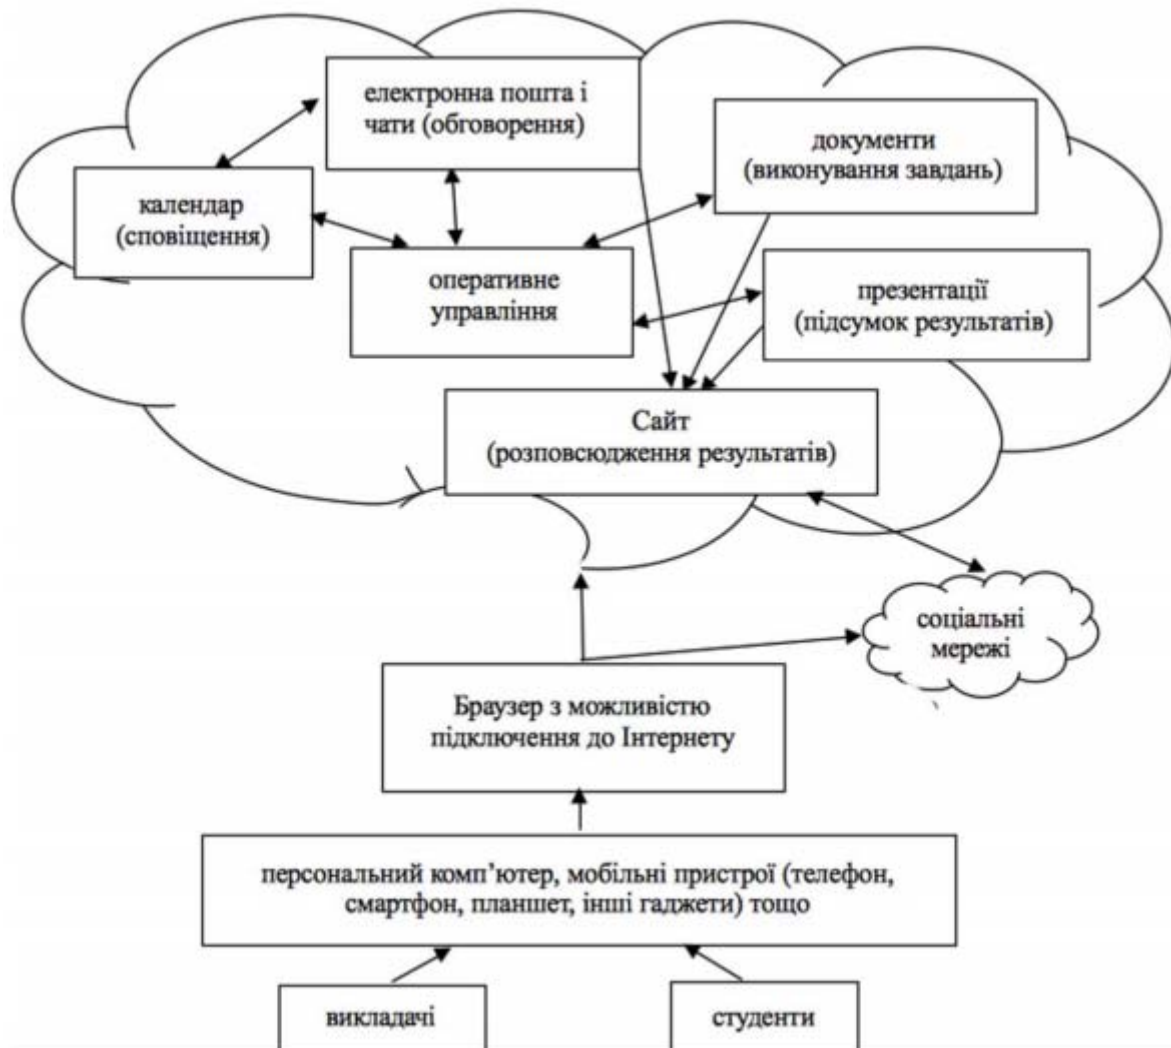 електронна пошта і
чати (обговорення)
документи
(виконування завдань)
календар
(сповіщення)
оперативне
управління
презентації
(підсумок результатів)
Сайт
(розповсюдження результатів)
соціальні
мережі
Браузер з можливістю
підключення до Інтернету
персональний комп’ютер, мобільні пристрої (телефон,
смартфон, планшет, інші гаджети) тощо
викладачі
студенти